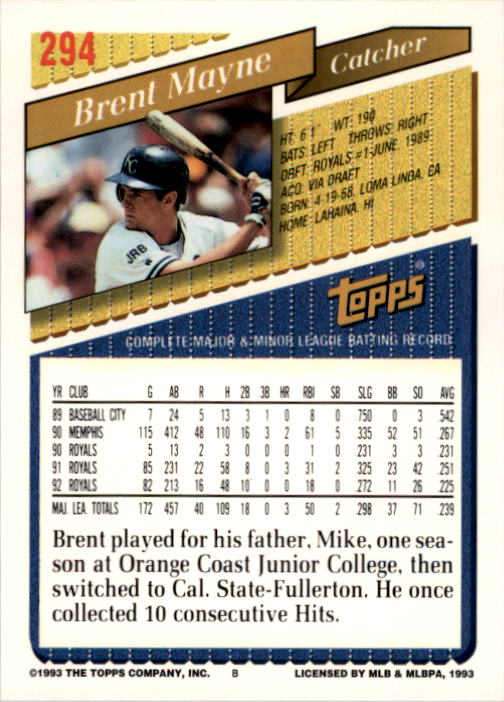 294
Brent Mayne
Catcher
HT: 6'1" WT: 190
BATS: LEFT THROWS: RIGHT
DRFT: ROYALS #1-JUNE, 1989
ACQ: VIA DRAFT
BORN: 4-19-68, LOMA LINDA, CA
HOME: LAHAINA, HI
KC
JRB
TOPPS®
COMPLETE MAJOR & MINOR LEAGUE BATTING RECORD
YR CLUB G AB R H 2B 3B HR RBI SB SLG BB SO AVG
89 BASEBALL CITY 7 24 5 13 3 1 0 8 0 .750 0 3 .542
90 MEMPHIS 115 412 48 110 16 3 2 61 5 .335 52 51 .267
90 ROYALS 5 13 2 3 0 0 0 1 0 .231 3 3 .231
91 ROYALS 85 231 22 58 8 0 3 31 2 .325 23 42 .251
92 ROYALS 82 213 16 48 10 0 0 18 0 .272 11 26 .225
MAJ. LEA. TOTALS 172 457 40 109 18 0 3 50 2 .298 37 71 .239
Brent played for his father, Mike, one sea-
son at Orange Coast Junior College, then
switched to Cal. State-Fullerton. He once
collected 10 consecutive Hits.
©1993 THE TOPPS COMPANY, INC. B LICENSED BY MLB & MLBPA, 1993